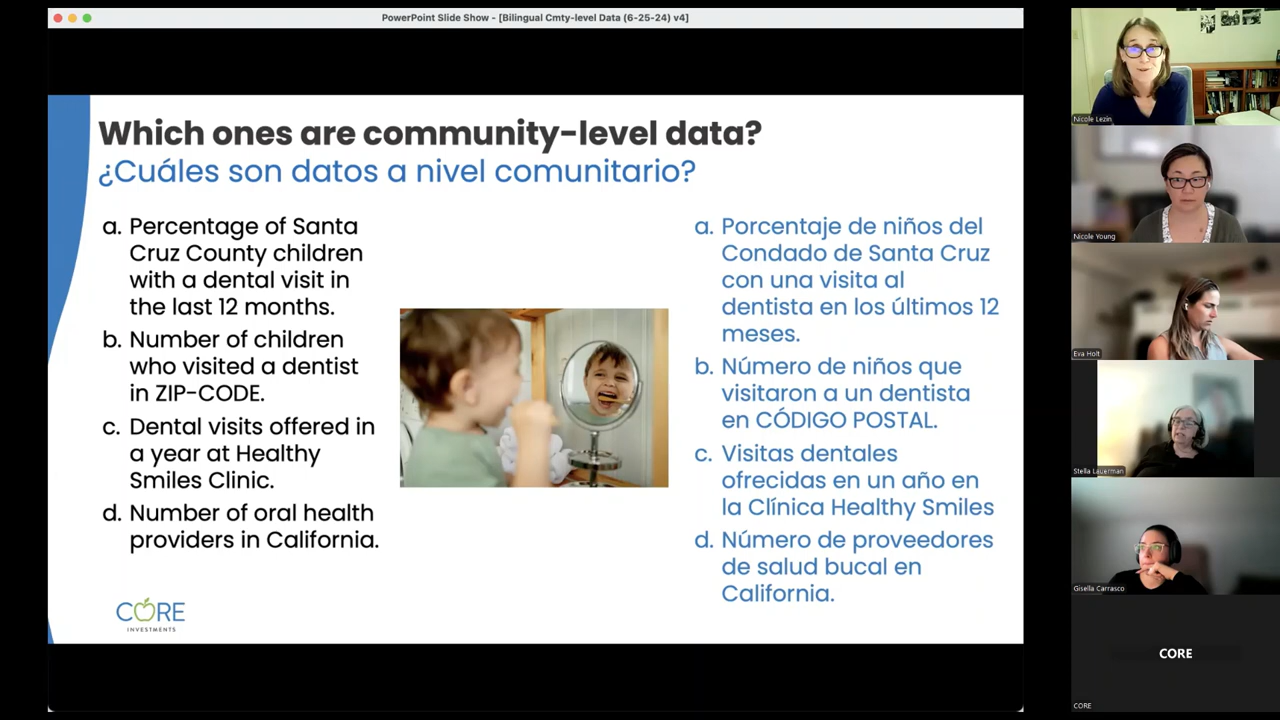 PowerPoint Slide Show - [Bilingual Cmty-level Data (6-25-24) v4]
Which ones are community-level data?
¿Cuáles son datos a nivel comunitario?
a. Percentage of Santa
Cruz County children
with a dental visit in
the last 12 months.
b. Number of children
who visited a dentist
in ZIP-CODE.
c. Dental visits offered in
a year at Healthy
Smiles Clinic.
d. Number of oral health
providers in California.
a. Porcentaje de niños del
Condado de Santa Cruz
con una visita al
dentista en los últimos 12
meses.
b. Número de niños que
visitaron a un dentista
en CÓDIGO POSTAL.
c. Visitas dentales
ofrecidas en un año en
la Clínica Healthy Smiles
d. Número de proveedores
de salud bucal en
California.
CORE
INVESTMENTS
Nicole Lezin
Nicole Young
Eva Holt
Stella Lauerman
Gisella Carrasco
CORE
CORE